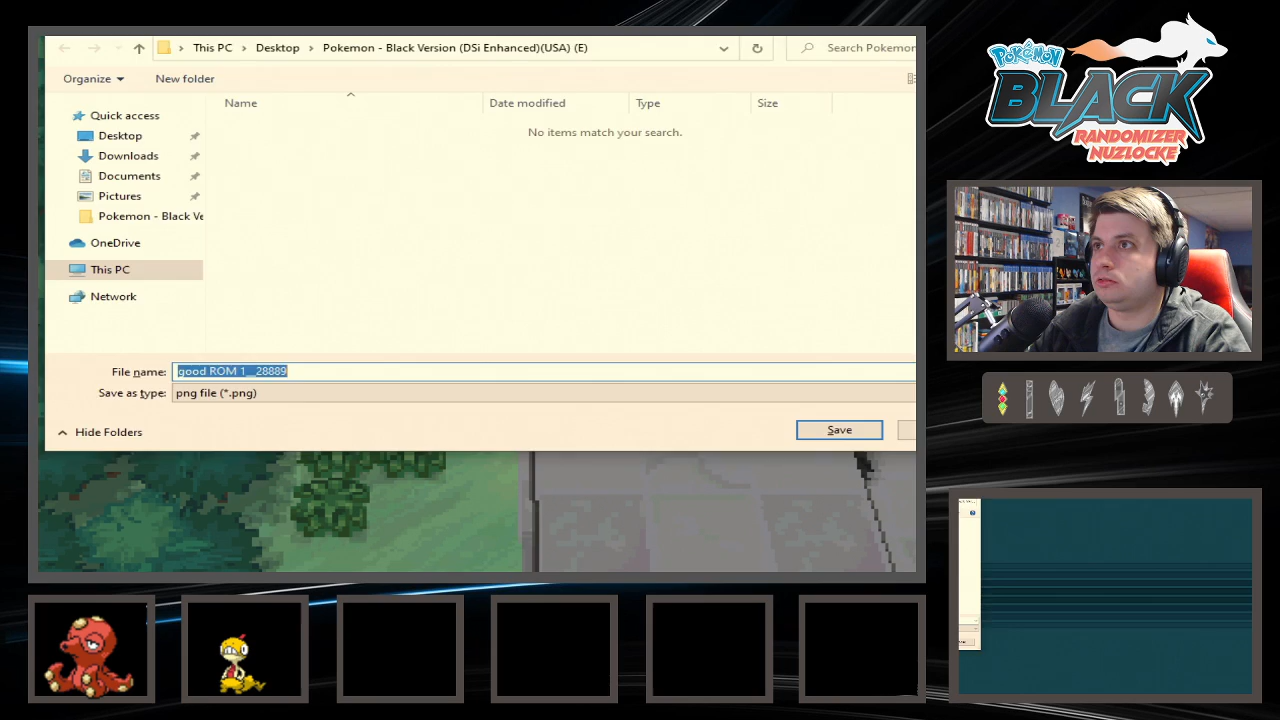 This PC > Desktop > Pokemon - Black Version (DSi Enhanced)(USA) (E)
Search Pokemon
Organize
New folder
Name
Date modified
Type
Size
No items match your search.
Quick access
Desktop
Downloads
Documents
Pictures
Pokemon - Black Ve
OneDrive
This PC
Network
File name: good ROM 1__28889
Save as type: png file (*.png)
Hide Folders
Save
POKéMON
BLACK
RANDOMIZER
NUZLOCKE